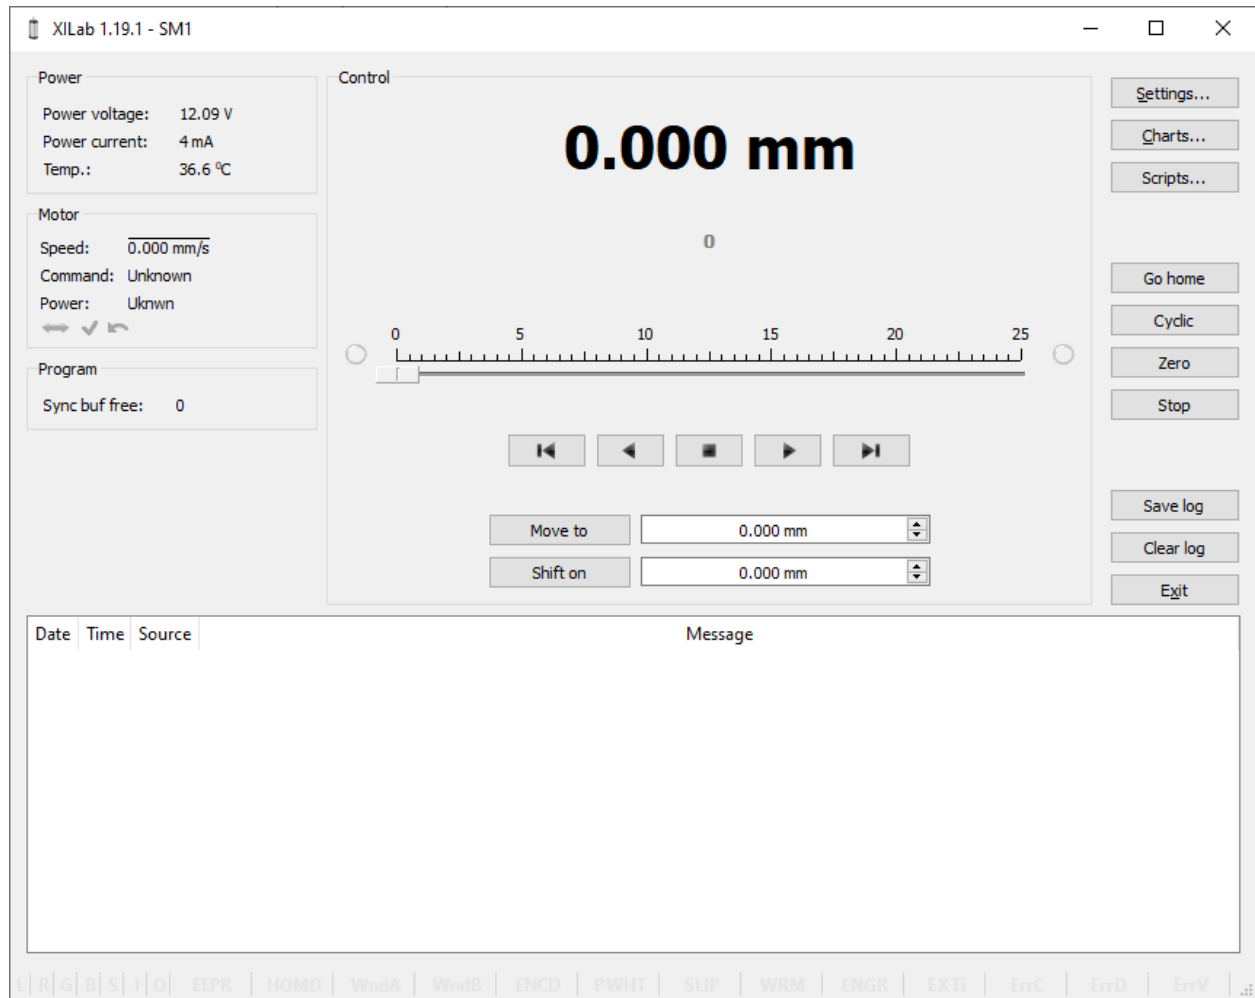 XILab 1.19.1 - SM1
Power
Power voltage: 12.09 V
Power current: 4 mA
Temp.: 36.6 ⁰C
Motor
Speed: 0.000 mm/s
Command: Unknown
Power: Uknwn
Program
Sync buf free: 0
Control
0.000 mm
0
0 5 10 15 20 25
Move to 0.000 mm
Shift on 0.000 mm
Settings...
Charts...
Scripts...
Go home
Cyclic
Zero
Stop
Save log
Clear log
Exit
Date Time Source Message
L R G B S I O EEPR HOMD WndA WndB ENCD PWHT SLIP WRM ENGR EXTi ErrC ErrD ErrV